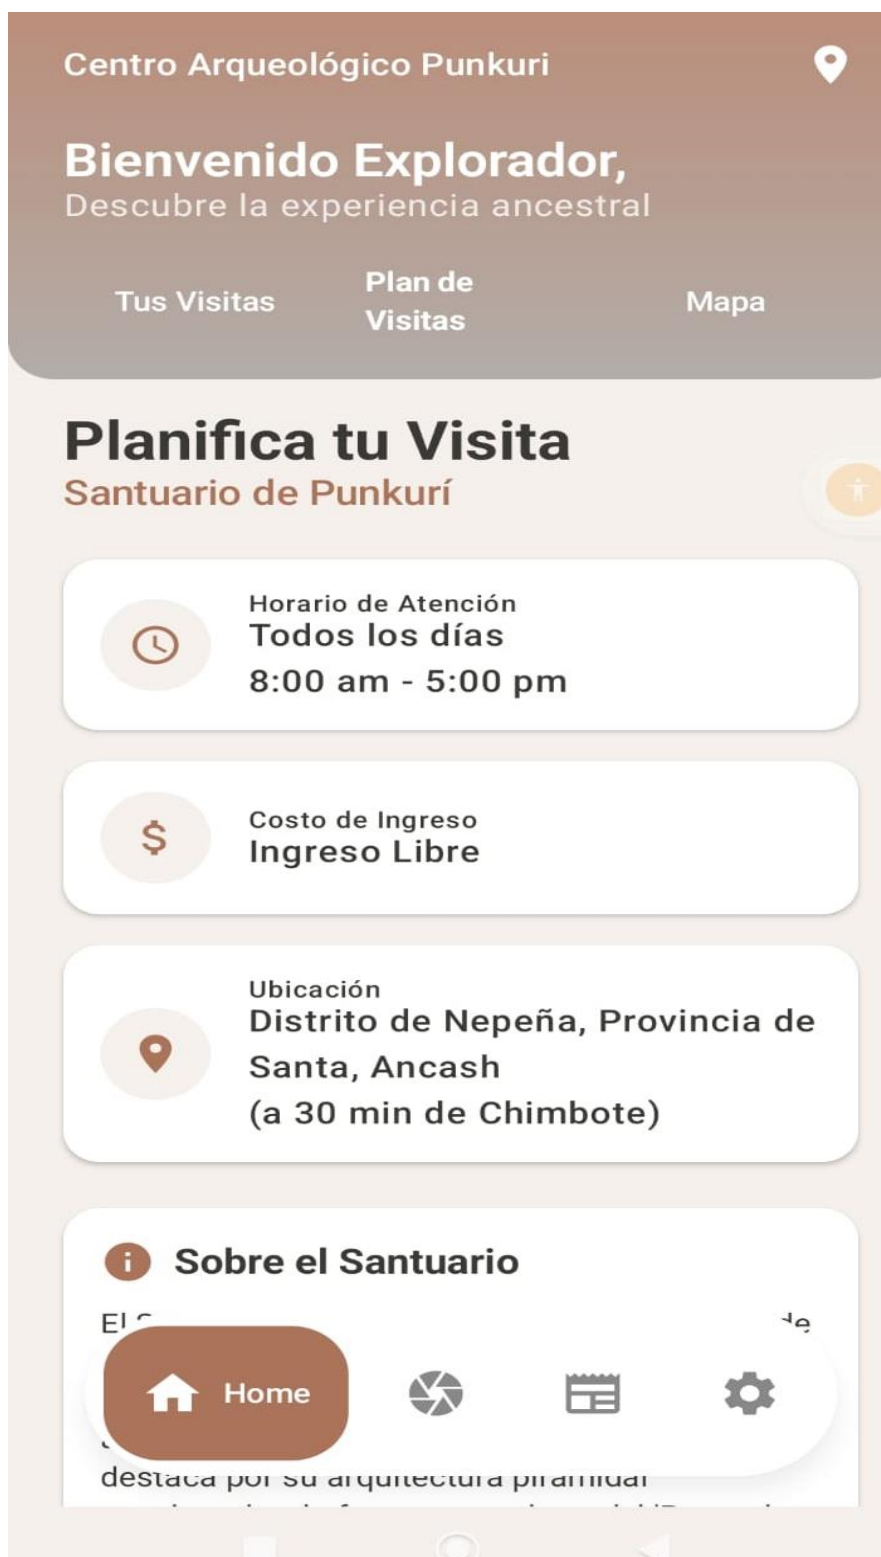 Centro Arqueológico Punkuri
Bienvenido Explorador,
Descubre la experiencia ancestral
Tus Visitas
Plan de
Visitas
Mapa
Planifica tu Visita
Santuario de Punkurí
Horario de Atención
Todos los días
8:00 am - 5:00 pm
$
Costo de Ingreso
Ingreso Libre
Ubicación
Distrito de Nepeña, Provincia de
Santa, Ancash
(a 30 min de Chimbote)
Sobre el Santuario
El
de
Home
destaca por su arquitectura piramidal